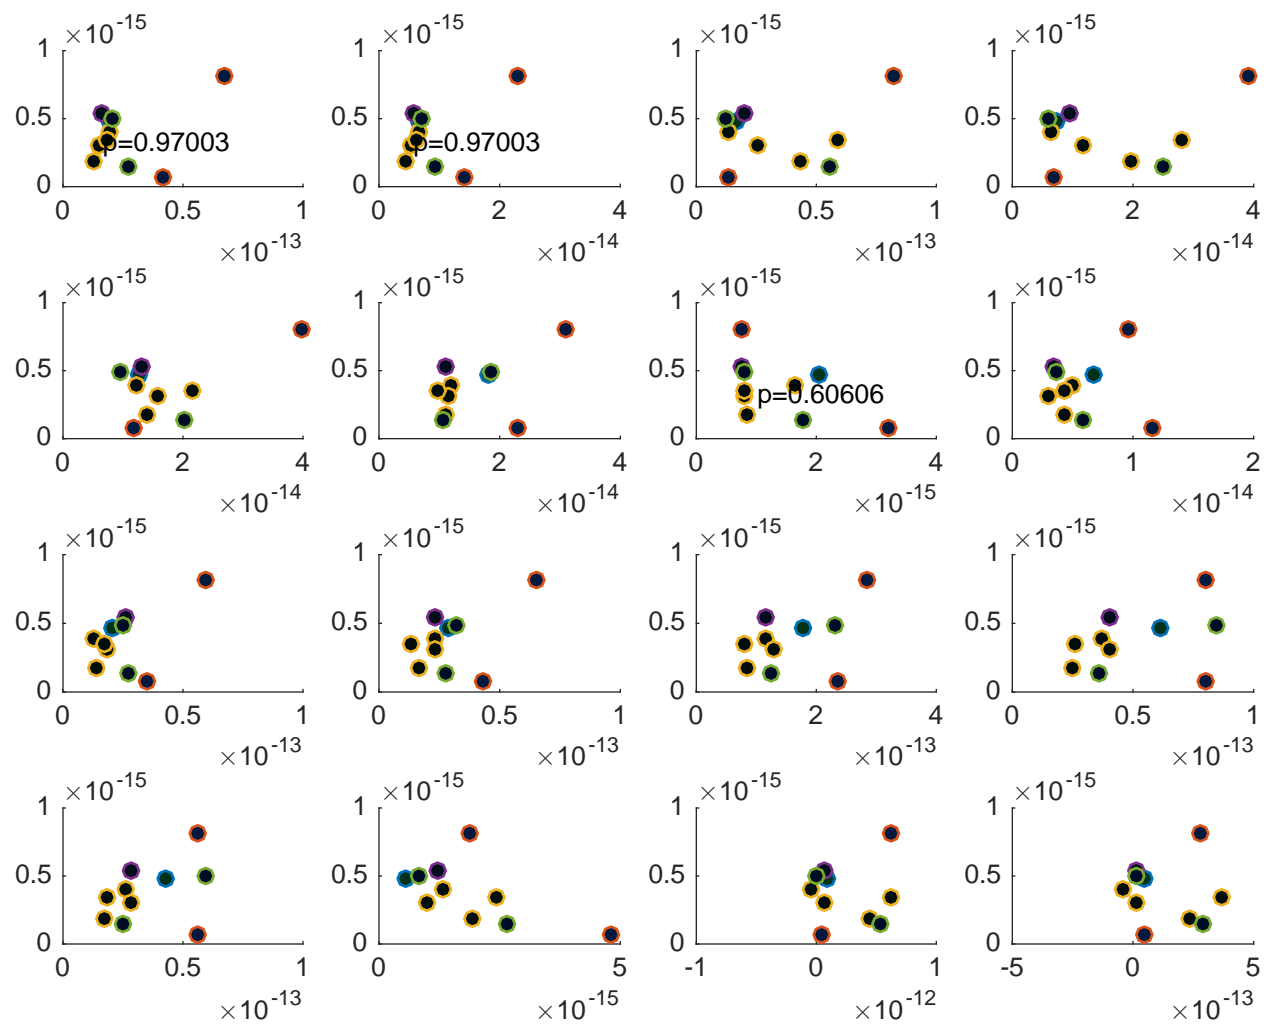 ×10-15 ×10-15 ×10-15 ×10-15
1 1 1 1
0.5 0.5 0.5 0.5
p=0.97003 p=0.97003
0 0 0 0
0 0.5 1 0 2 4 0 0.5 1 0 2 4
×10-13 ×10-14 ×10-13 ×10-14
×10-15 ×10-15 ×10-15 ×10-15
1 1 1 1
0.5 0.5 0.5 0.5
p=0.60606
0 0 0 0
0 2 4 0 2 4 0 2 4 0 1 2
×10-14 ×10-14 ×10-15 ×10-14
×10-15 ×10-15 ×10-15 ×10-15
1 1 1 1
0.5 0.5 0.5 0.5
0 0 0 0
0 0.5 1 0 0.5 1 0 2 4 0 0.5 1
×10-13 ×10-13 ×10-13 ×10-13
×10-15 ×10-15 ×10-15 ×10-15
1 1 1 1
0.5 0.5 0.5 0.5
0 0 0 0
0 0.5 1 0 5 -1 0 1 -5 0 5
×10-13 ×10-15 ×10-12 ×10-13